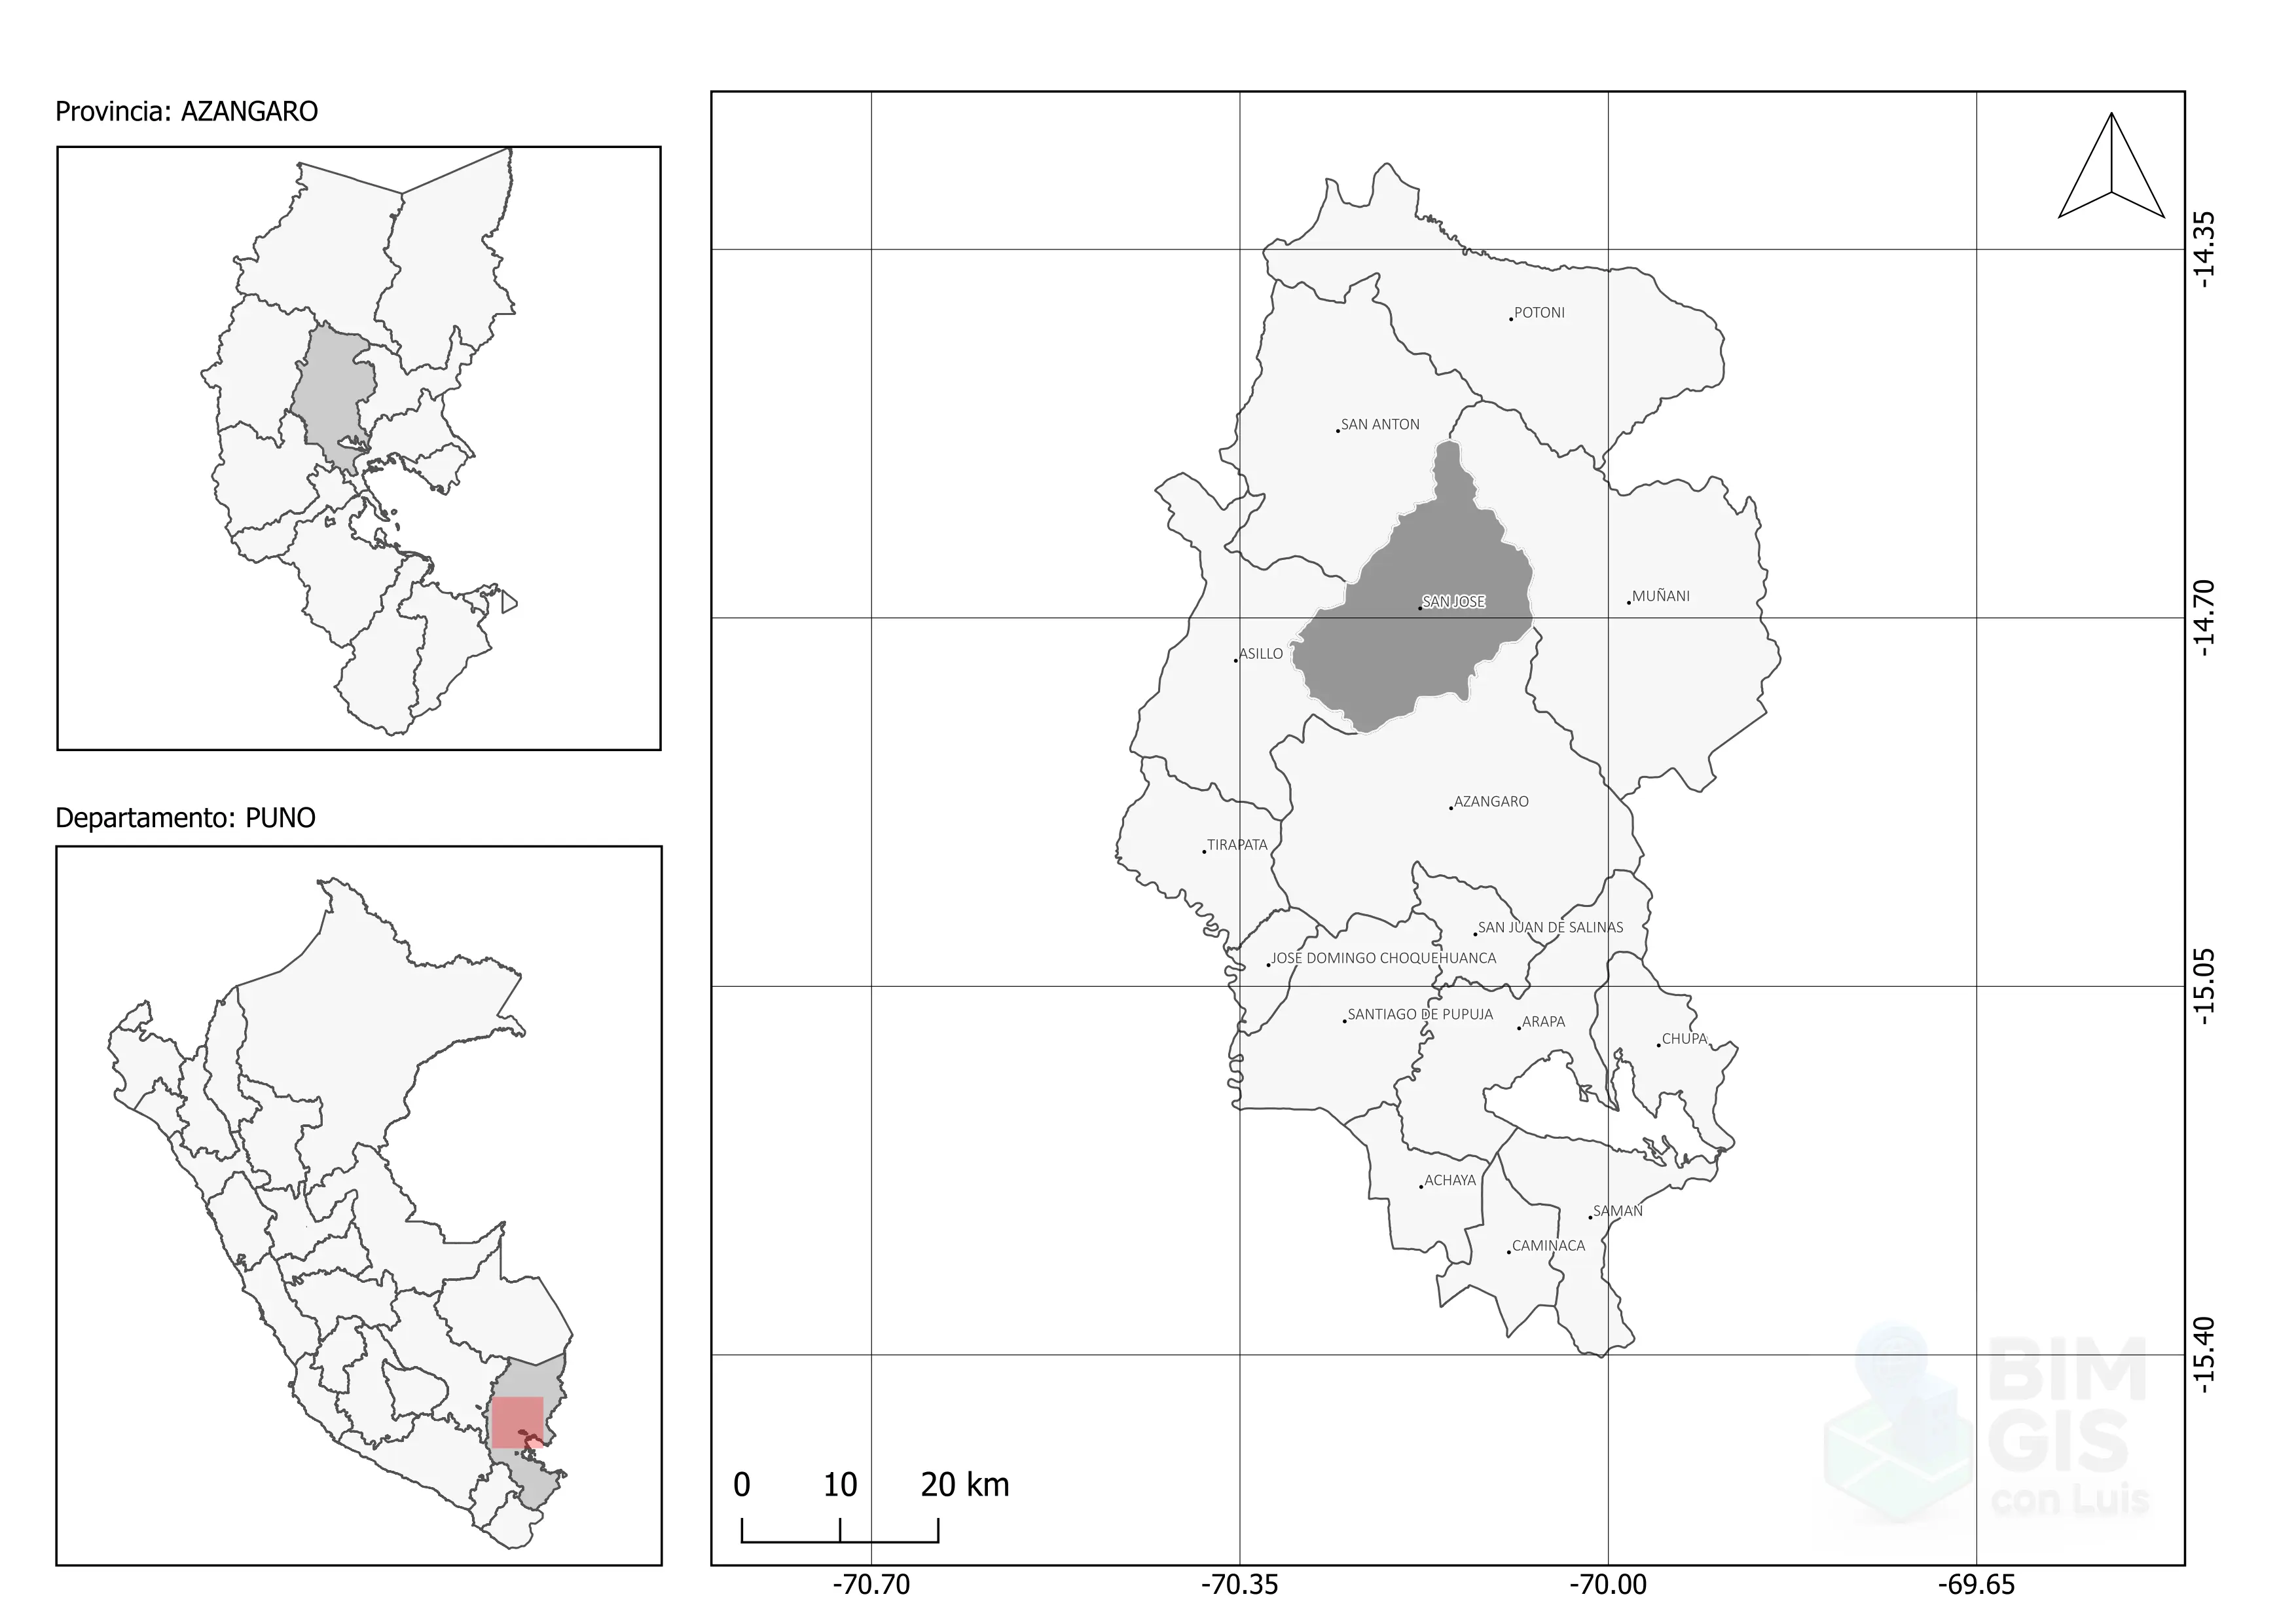 Provincia: AZANGARO
Departamento: PUNO
POTONI
SAN ANTON
SAN JOSE
MUÑANI
ASILLO
AZANGARO
TIRAPATA
SAN JUAN DE SALINAS
JOSE DOMINGO CHOQUEHUANCA
SANTIAGO DE PUPUJA
ARAPA
CHUPA
ACHAYA
SAMAN
CAMINACA
-14.35
-14.70
-15.05
-15.40
0 10 20 km
-70.70 -70.35 -70.00 -69.65
BIM
GIS
con Luis